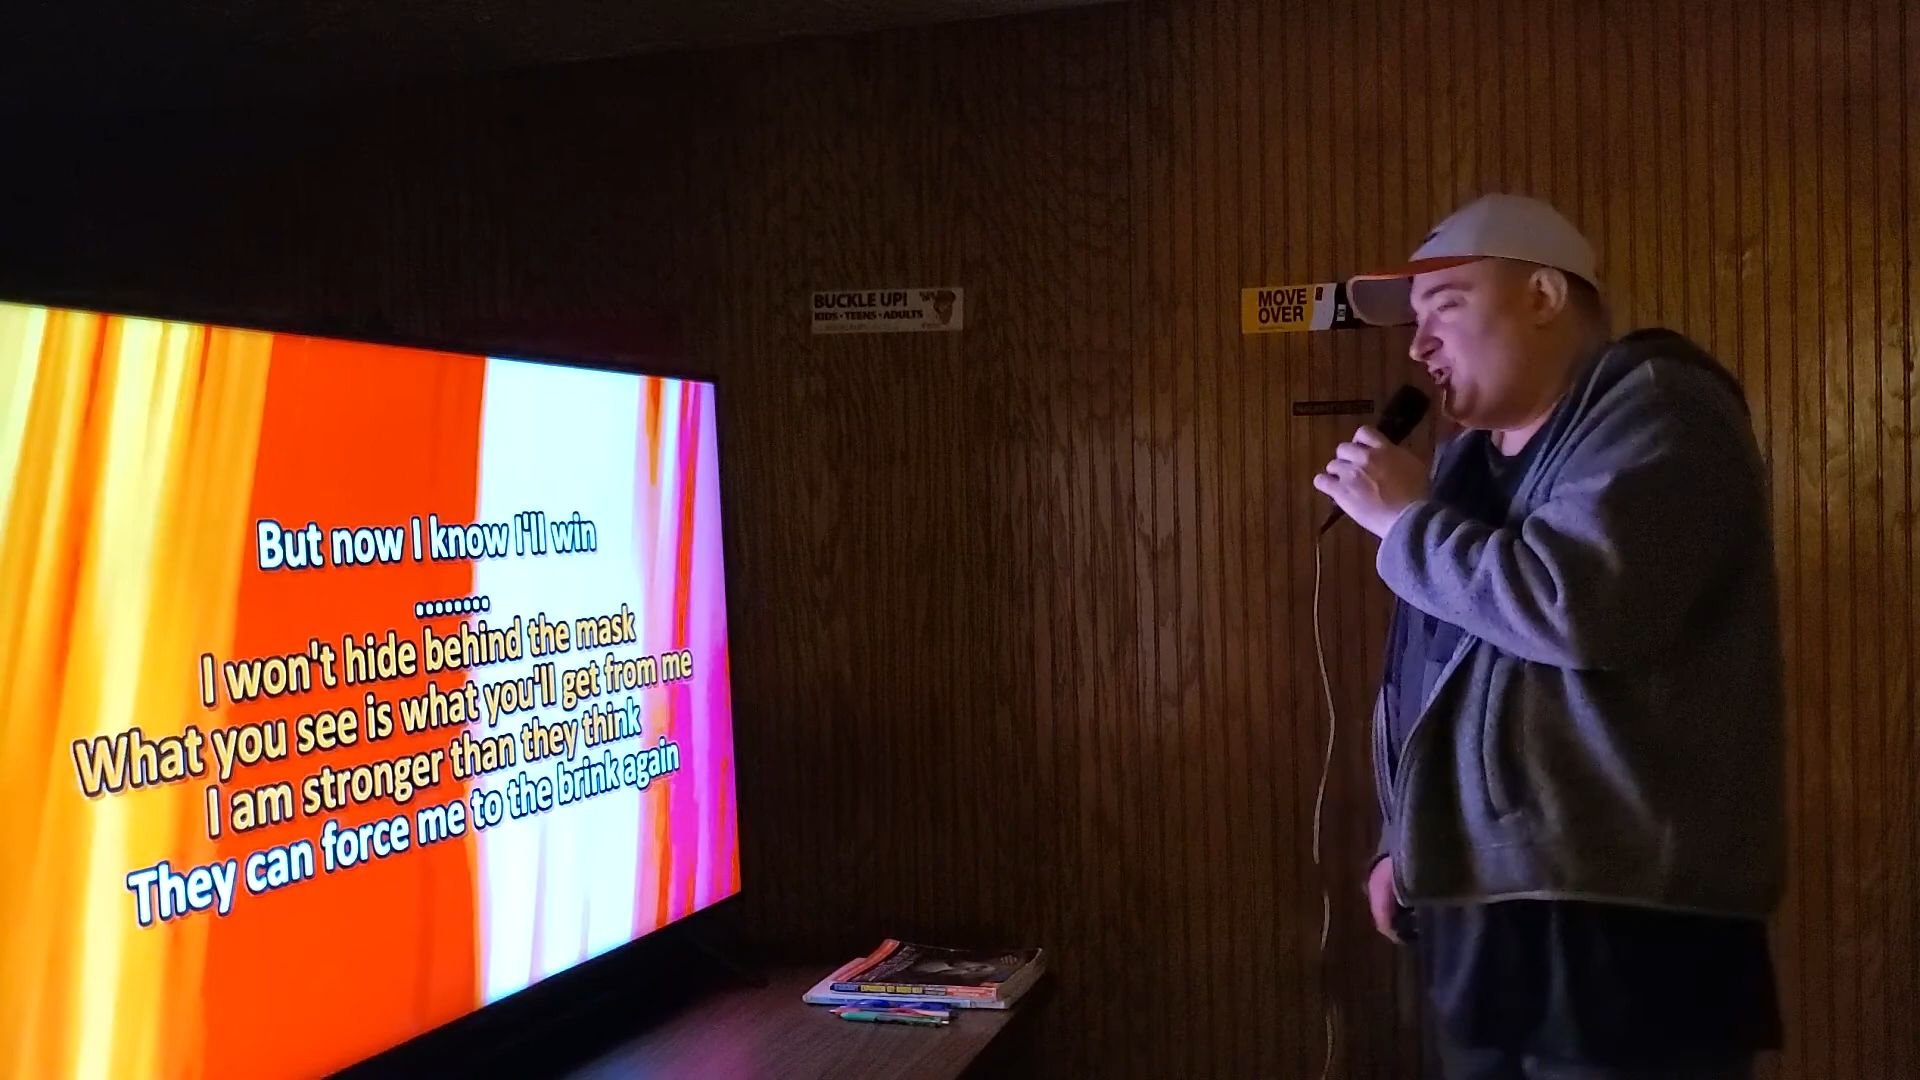 BUCKLE UP!
KIDS • TEENS • ADULTS
MOVE
OVER
But now I know I'll win
........
I won't hide behind the mask
What you see is what you'll get from me
I am stronger than they think
They can force me to the brink again